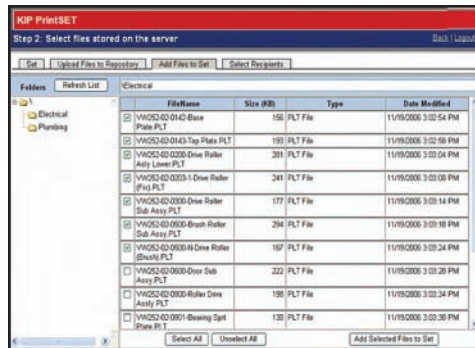 KIP PrintSET
Step 2: Select files stored on the server
Back | Logout
Set
Upload Files to Repository
Add Files to Set
Select Recipients
Folders
Refresh List
\Electrical
\
Electrical
Plumbing
FileName Size (KB) Type Date Modified
VW252-02-0142-Base
Plate.PLT
156 PLT File 11/19/2006 3:02:54 PM
VW252-02-0143-Top Plate.PLT 193 PLT File 11/19/2006 3:02:58 PM
VW252-02-0200-Drive Roller
Asly Lower.PLT
281 PLT File 11/19/2006 3:03:04 PM
VW252-02-0203-1-Drive Roller
(Fix).PLT
241 PLT File 11/19/2006 3:03:08 PM
VW252-02-0300-Drive Roller
Sub Assy.PLT
177 PLT File 11/19/2006 3:03:14 PM
VW252-02-0500-Brush Roller
Sub Assy.PLT
294 PLT File 11/19/2006 3:03:18 PM
VW252-02-0500-N-Drive Roller
(Brush).PLT
167 PLT File 11/19/2006 3:03:24 PM
VW252-02-0600-Door Sub
Assy.PLT
222 PLT File 11/19/2006 3:03:28 PM
VW252-02-0900-Roller Drive
Assly PLT
198 PLT File 11/19/2006 3:03:34 PM
VW252-02-0901-Bearing Sprt
Plate.PLT
138 PLT File 11/19/2006 3:03:38 PM
Select All
Unselect All
Add Selected Files to Set